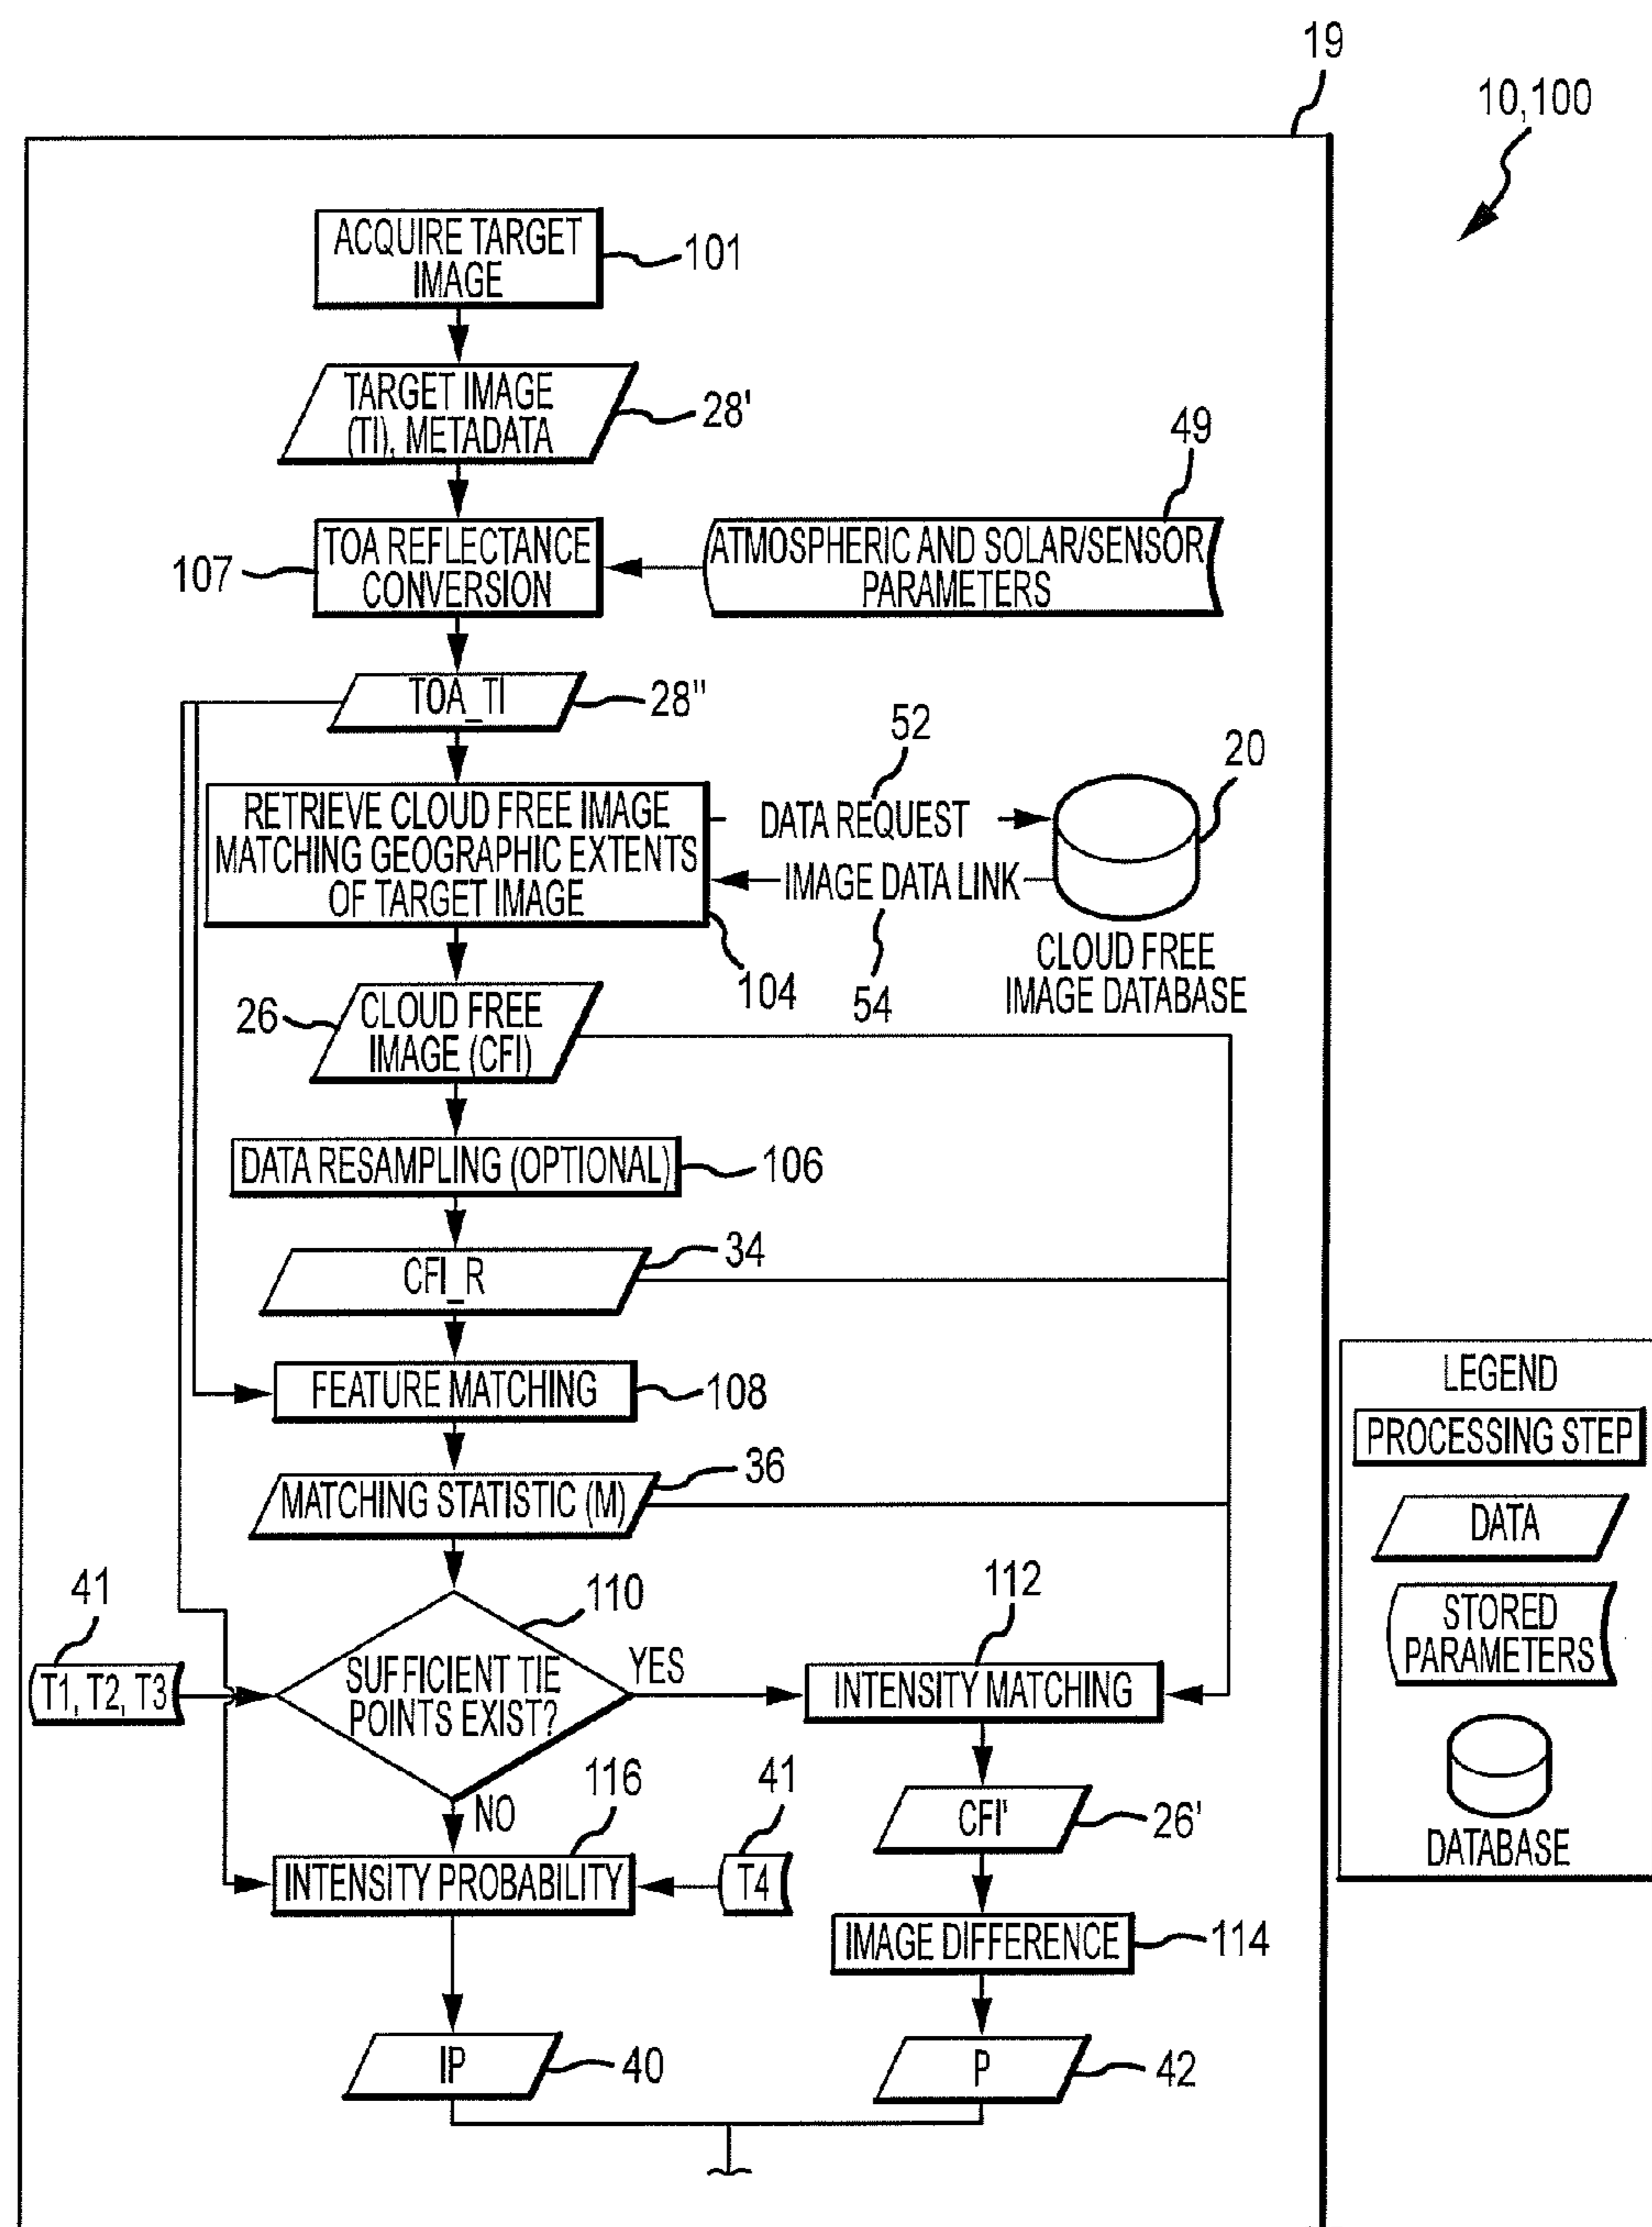 19
10,100
ACQUIRE TARGET
IMAGE
101
TARGET IMAGE
(TI), METADATA
28'
49
TOA REFLECTANCE
CONVERSION
107
ATMOSPHERIC AND SOLAR/SENSOR
PARAMETERS
TOA_TI
28"
52
20
RETRIEVE CLOUD FREE IMAGE
MATCHING GEOGRAPHIC EXTENTS
OF TARGET IMAGE
DATA REQUEST
IMAGE DATA LINK
104
54
CLOUD FREE
IMAGE DATABASE
26
CLOUD FREE
IMAGE (CFI)
DATA RESAMPLING (OPTIONAL)
106
CFI_R
34
FEATURE MATCHING
108
MATCHING STATISTIC (M)
36
41
T1, T2, T3
110
SUFFICIENT TIE
POINTS EXIST?
YES
112
INTENSITY MATCHING
NO
116
41
INTENSITY PROBABILITY
T4
CFI'
26'
IMAGE DIFFERENCE
114
IP
40
P
42
LEGEND
PROCESSING STEP
DATA
STORED
PARAMETERS
DATABASE